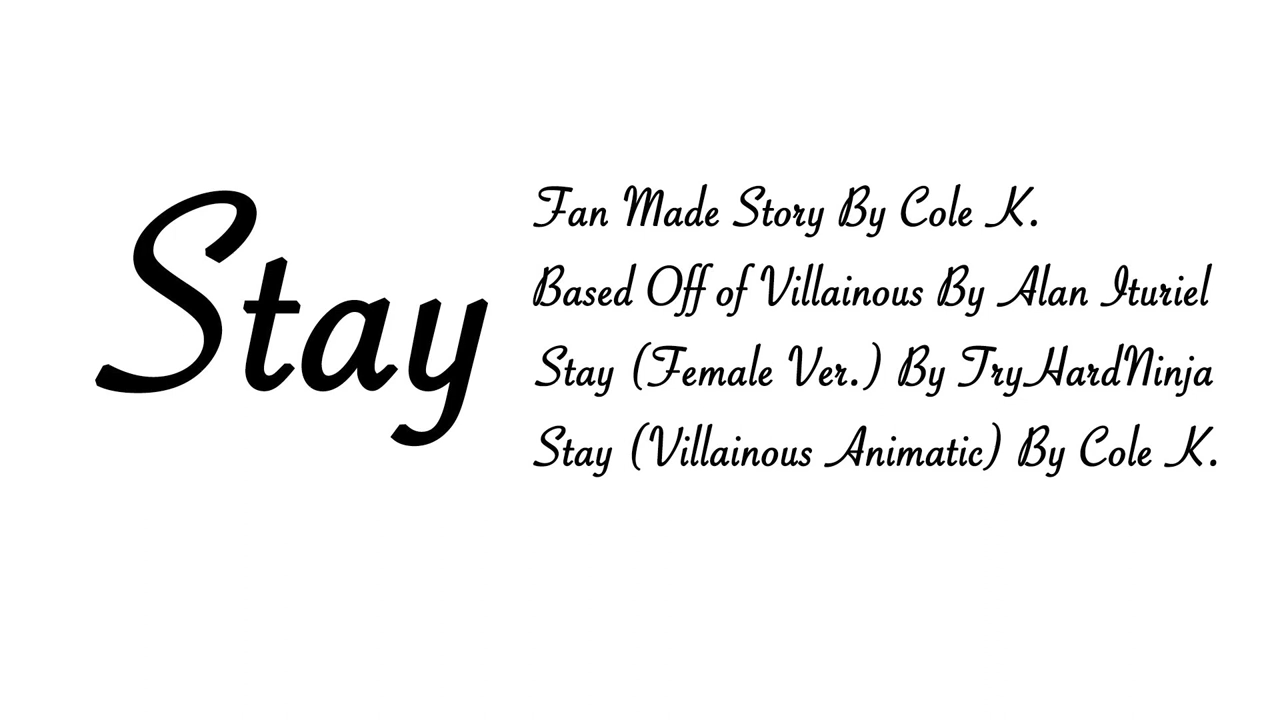 Stay
Fan Made Story By Cole K.
Based Off of Villainous By Alan Ituriel
Stay (Female Ver.) By TryHardNinja
Stay (Villainous Animatic) By Cole K.